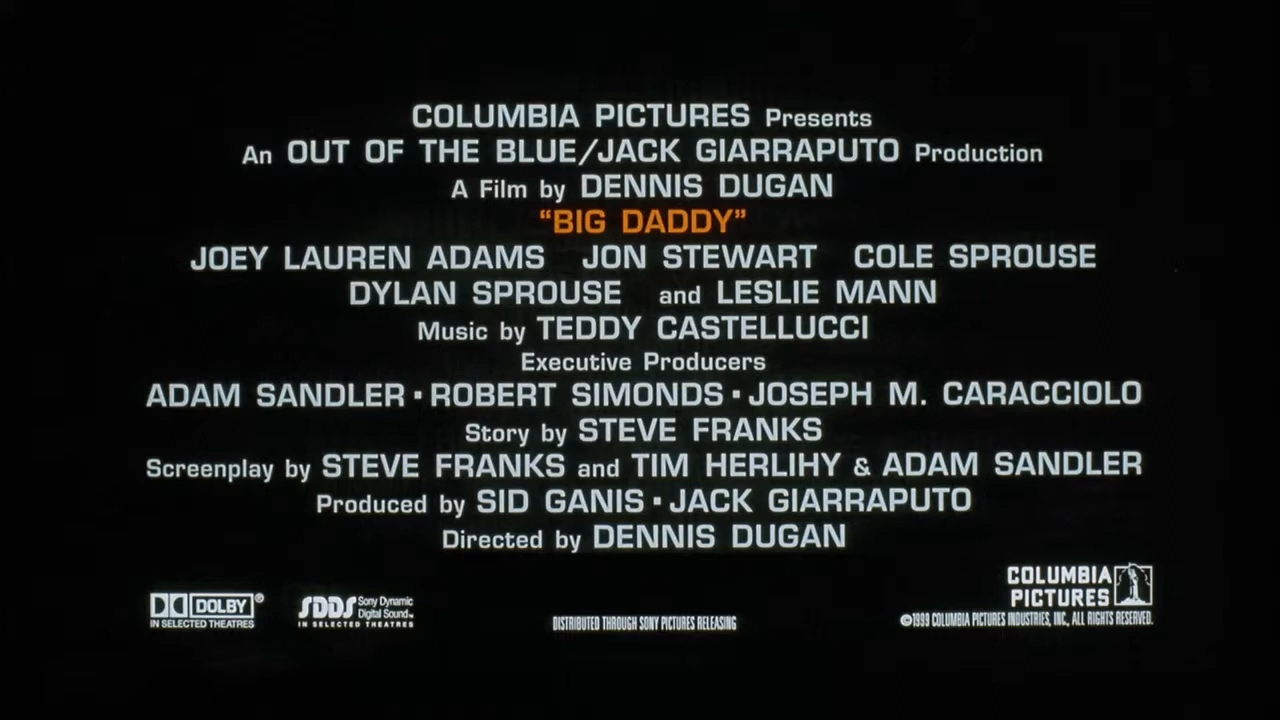 COLUMBIA PICTURES Presents
An OUT OF THE BLUE/JACK GIARRAPUTO Production
A Film by DENNIS DUGAN
“BIG DADDY”
JOEY LAUREN ADAMS JON STEWART COLE SPROUSE
DYLAN SPROUSE and LESLIE MANN
Music by TEDDY CASTELLUCCI
Executive Producers
ADAM SANDLER ▪ ROBERT SIMONDS ▪ JOSEPH M. CARACCIOLO
Story by STEVE FRANKS
Screenplay by STEVE FRANKS and TIM HERLIHY & ADAM SANDLER
Produced by SID GANIS ▪ JACK GIARRAPUTO
Directed by DENNIS DUGAN
DOLBY®
IN SELECTED THEATRES
SDDS Sony Dynamic
Digital Sound™
IN SELECTED THEATRES
DISTRIBUTED THROUGH SONY PICTURES RELEASING
COLUMBIA
PICTURES
©1999 COLUMBIA PICTURES INDUSTRIES, INC., ALL RIGHTS RESERVED.